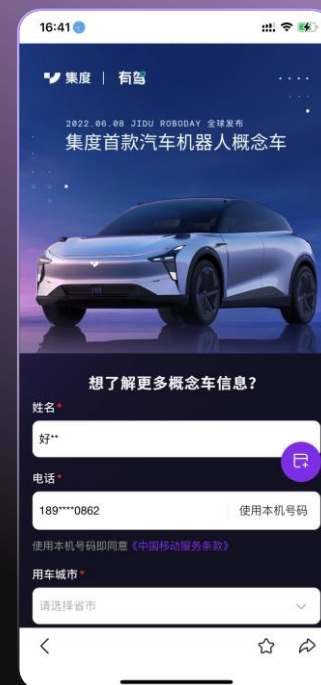 16:41
集度 | 有驾
2022.06.08 JIDU ROBODAY 全球发布
集度首款汽车机器人概念车
想了解更多概念车信息？
姓名*
好**
电话*
189****0862
使用本机号码
使用本机号码即同意《中国移动服务条款》
用车城市*
请选择省市